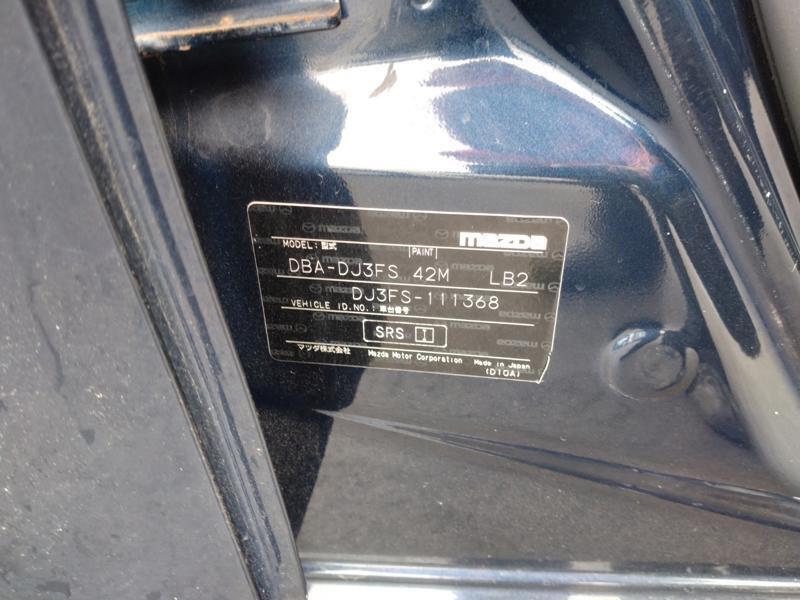 mazda
MODEL: 型式 PAINT
DBA-DJ3FS 42M LB2
DJ3FS-111368
VEHICLE ID.NO.: 車台番号
SRS I
マツダ株式会社 Mazda Motor Corporation Made in Japan
(D10A)